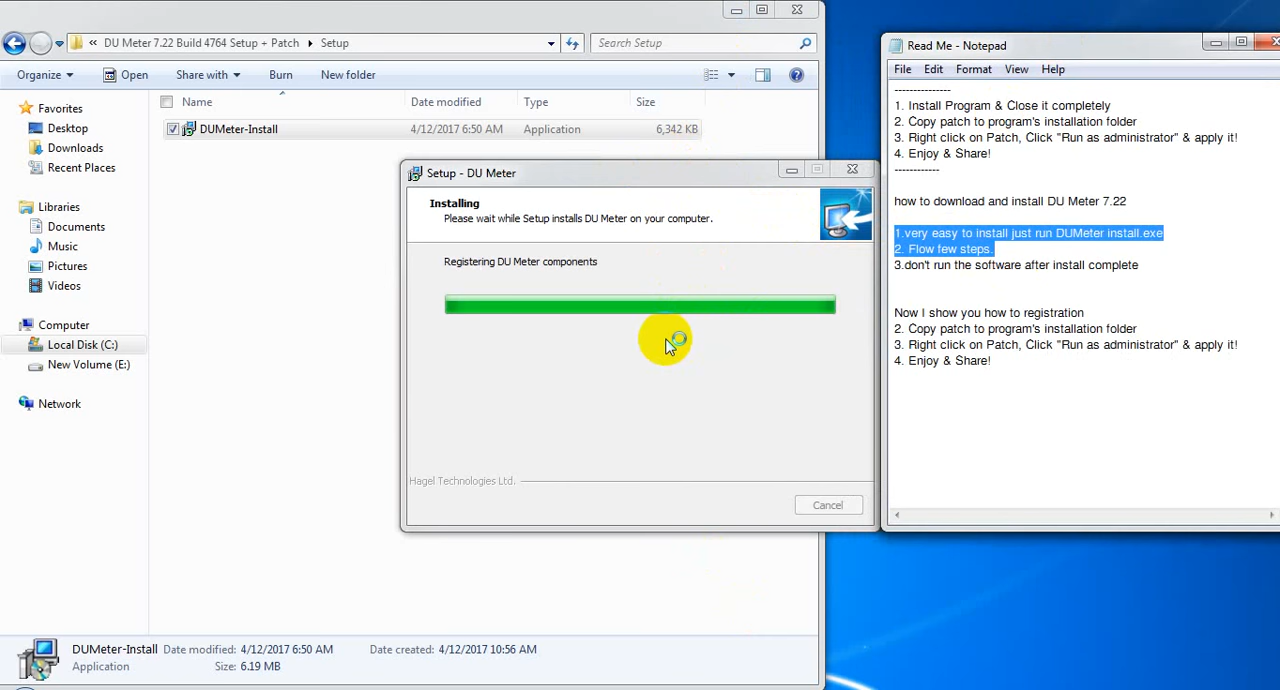 « DU Meter 7.22 Build 4764 Setup + Patch
Setup
Search Setup
Organize
Open
Share with
Burn
New folder
Name
Date modified
Type
Size
DUMeter-Install
4/12/2017 6:50 AM
Application
6,342 KB
Favorites
Desktop
Downloads
Recent Places
Libraries
Documents
Music
Pictures
Videos
Computer
Local Disk (C:)
New Volume (E:)
Network
DUMeter-Install
Date modified: 4/12/2017 6:50 AM
Date created: 4/12/2017 10:56 AM
Application
Size: 6.19 MB
Setup - DU Meter
Installing
Please wait while Setup installs DU Meter on your computer.
Registering DU Meter components
Hagel Technologies Ltd.
Cancel
Read Me - Notepad
File Edit Format View Help
---------------
1. Install Program & Close it completely
2. Copy patch to program's installation folder
3. Right click on Patch, Click "Run as administrator" & apply it!
4. Enjoy & Share!
------------
how to download and install DU Meter 7.22
1.very easy to install just run DUMeter install.exe
2. Flow few steps.
3.don't run the software after install complete
Now I show you how to registration
2. Copy patch to program's installation folder
3. Right click on Patch, Click "Run as administrator" & apply it!
4. Enjoy & Share!